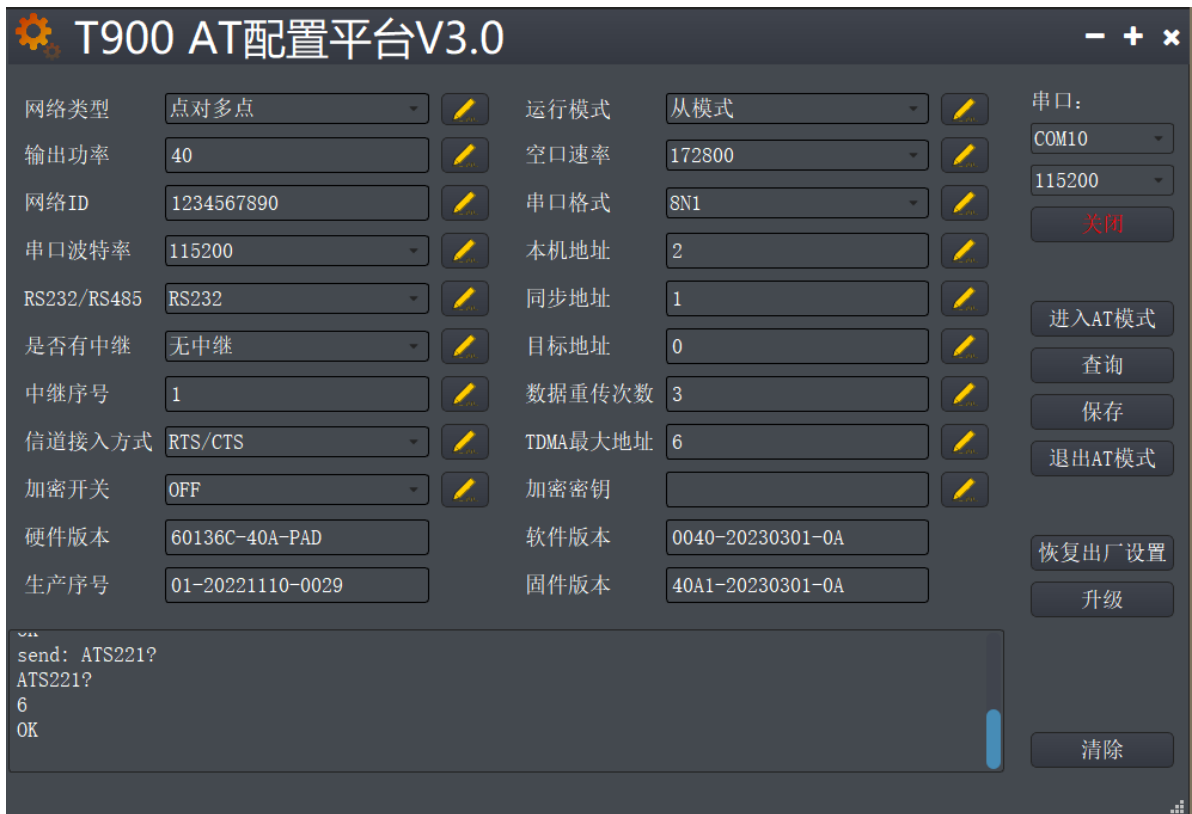 T900 AT配置平台V3.0
网络类型 点对多点 运行模式 从模式
输出功率 40 空口速率 172800
网络ID 1234567890 串口格式 8N1
串口波特率 115200 本机地址 2
RS232/RS485 RS232 同步地址 1
是否有中继 无中继 目标地址 0
中继序号 1 数据重传次数 3
信道接入方式 RTS/CTS TDMA最大地址 6
加密开关 OFF 加密密钥
硬件版本 60136C-40A-PAD 软件版本 0040-20230301-0A
生产序号 01-20221110-0029 固件版本 40A1-20230301-0A
串口：
COM10
115200
关闭
进入AT模式
查询
保存
退出AT模式
恢复出厂设置
升级
send: ATS221?
ATS221?
6
OK
清除